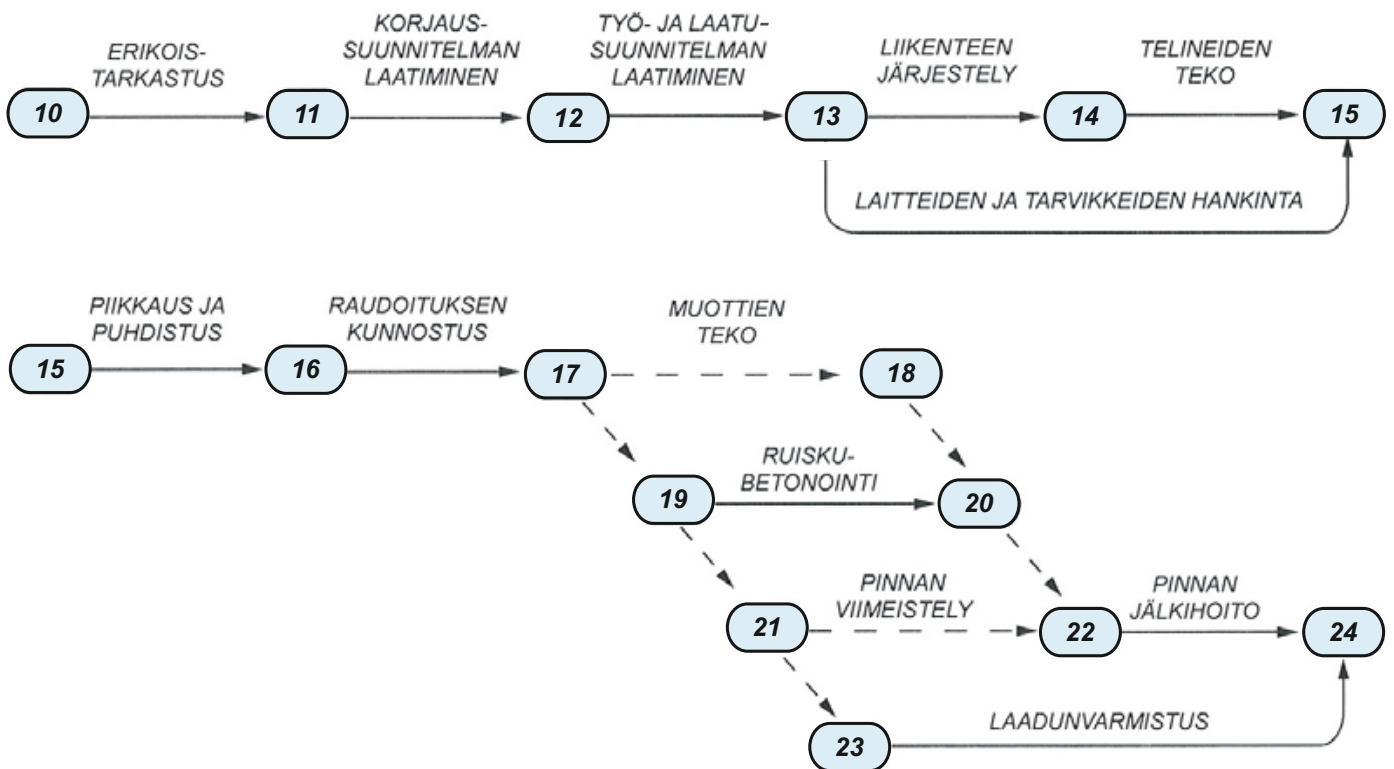 ERIKOIS-
TARKASTUS
KORJAUS-
SUUNNITELMAN
LAATIMINEN
TYÖ- JA LAATU-
SUUNNITELMAN
LAATIMINEN
LIIKENTEEN
JÄRJESTELY
TELINEIDEN
TEKO
10
11
12
13
14
15
LAITTEIDEN JA TARVIKKEIDEN HANKINTA
PIIKKAUS JA
PUHDISTUS
RAUDOITUKSEN
KUNNOSTUS
MUOTTIEN
TEKO
15
16
17
18
RUISKU-
BETONOINTI
19
20
PINNAN
VIIMEISTELY
PINNAN
JÄLKIHOITO
21
22
24
LAADUNVARMISTUS
23